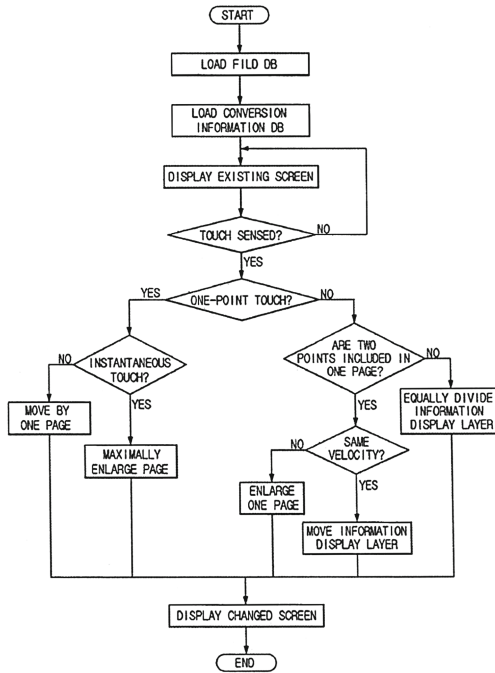 START
LOAD FILD DB
LOAD CONVERSION
INFORMATION DB
DISPLAY EXISTING SCREEN
TOUCH SENSED?
NO
YES
ONE-POINT TOUCH?
YES
NO
INSTANTANEOUS
TOUCH?
NO
YES
MOVE BY
ONE PAGE
MAXIMALLY
ENLARGE PAGE
ARE TWO
POINTS INCLUDED IN
ONE PAGE?
NO
YES
EQUALLY DIVIDE
INFORMATION
DISPLAY LAYER
SAME
VELOCITY?
NO
YES
ENLARGE
ONE PAGE
MOVE INFORMATION
DISPLAY LAYER
DISPLAY CHANGED SCREEN
END